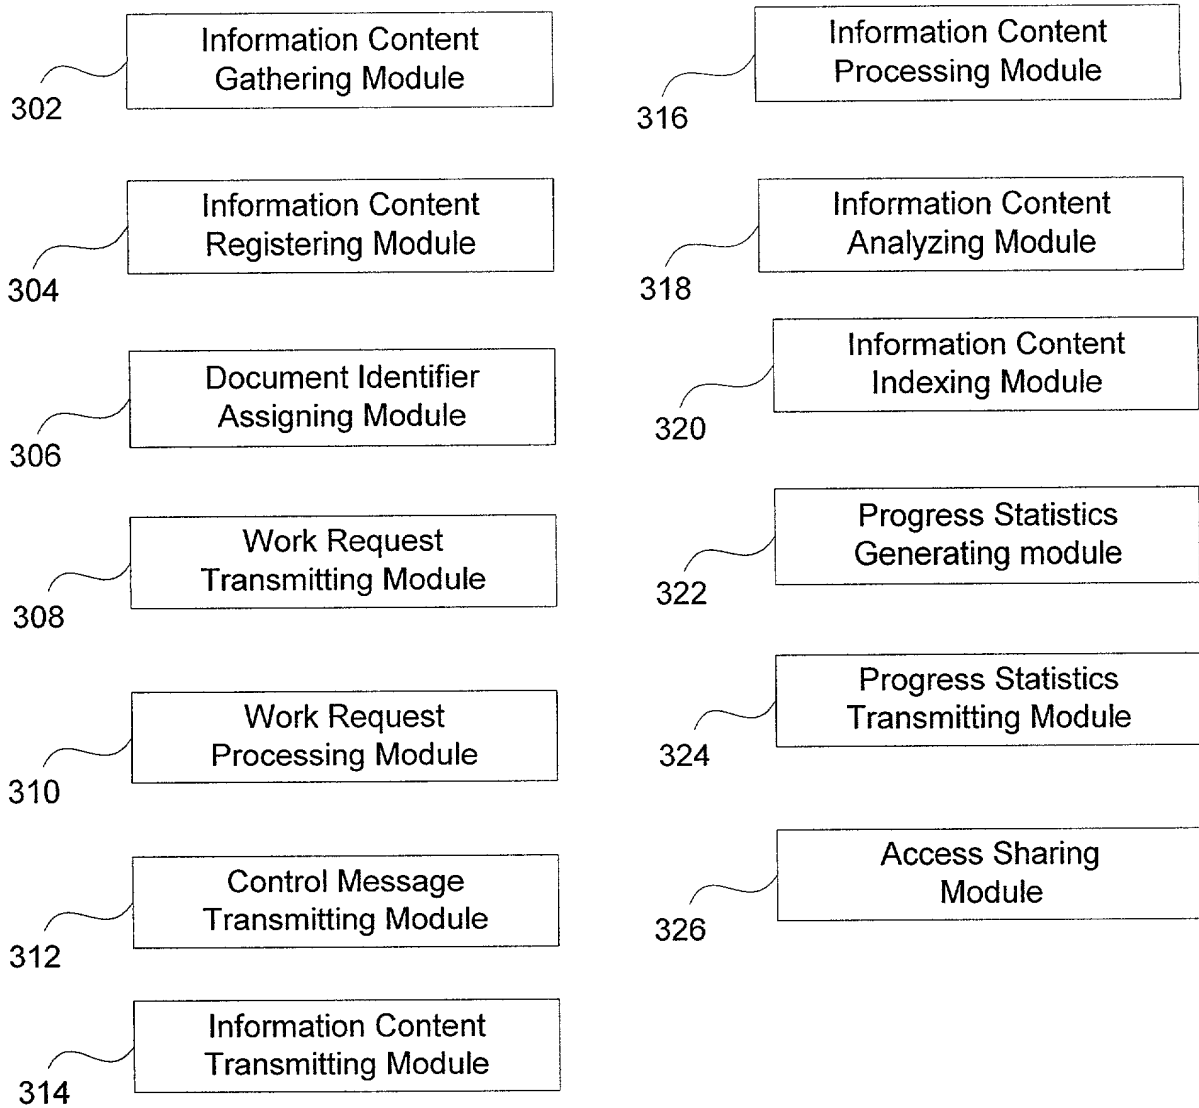 Information Content
Gathering Module
302
Information Content
Registering Module
304
Document Identifier
Assigning Module
306
Work Request
Transmitting Module
308
Work Request
Processing Module
310
Control Message
Transmitting Module
312
Information Content
Transmitting Module
314
Information Content
Processing Module
316
Information Content
Analyzing Module
318
Information Content
Indexing Module
320
Progress Statistics
Generating module
322
Progress Statistics
Transmitting Module
324
Access Sharing
Module
326